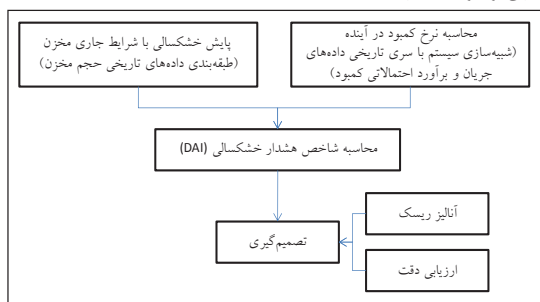 پایش خشکسالی با شرایط جاری مخزن
(طبقه‌بندی داده‌های تاریخی حجم مخزن)
محاسبه نرخ کمبود در آینده
(شبیه‌سازی سیستم با سری تاریخی داده‌های
جریان و برآورد احتمالاتی کمبود)
محاسبه شاخص هشدار خشکسالی (DAI)
آنالیز ریسک
تصمیم‌گیری
ارزیابی دقت